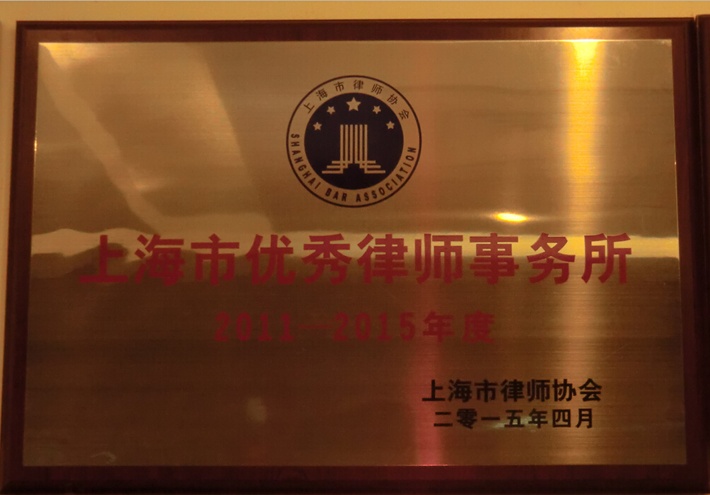 上海市律师协会
SHANGHAI BAR ASSOCIATION
上海市优秀律师事务所
2011—2015年度
上海市律师协会
二零一五年四月